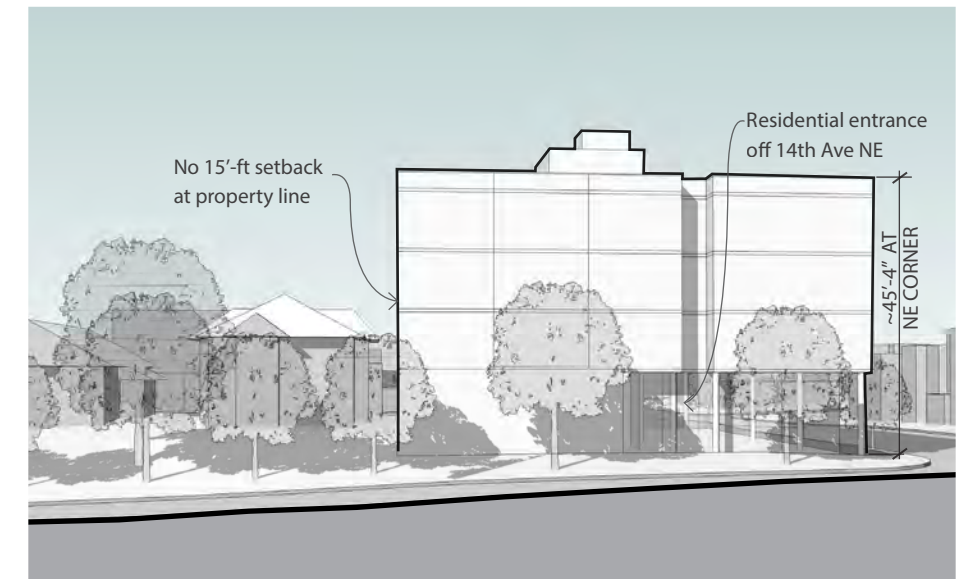 No 15’-ft setback
at property line
Residential entrance
off 14th Ave NE
~45’-4” AT
NE CORNER